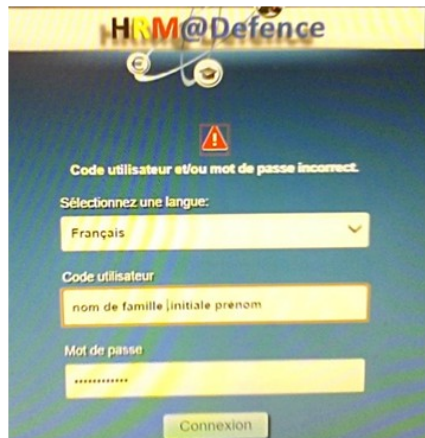 HRM@Defence
Code utilisateur et/ou mot de passe incorrect.
Sélectionnez une langue:
Français
Code utilisateur
nom de famille .initiale prenom
Mot de passe
••••••••••••
Connexion